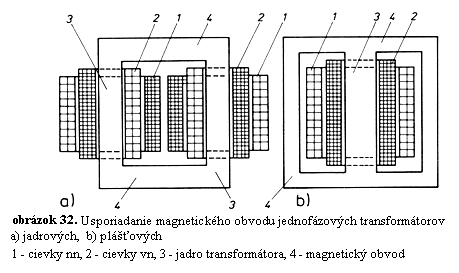 3 2 1 4 2 1
1 3 4 2
4 3 4
a) b)
obrázok 32. Usporiadanie magnetického obvodu jednofázových transformátorov
a) jadrových, b) plášťových
1 - cievky nn, 2 - cievky vn, 3 - jadro transformátora, 4 - magnetický obvod